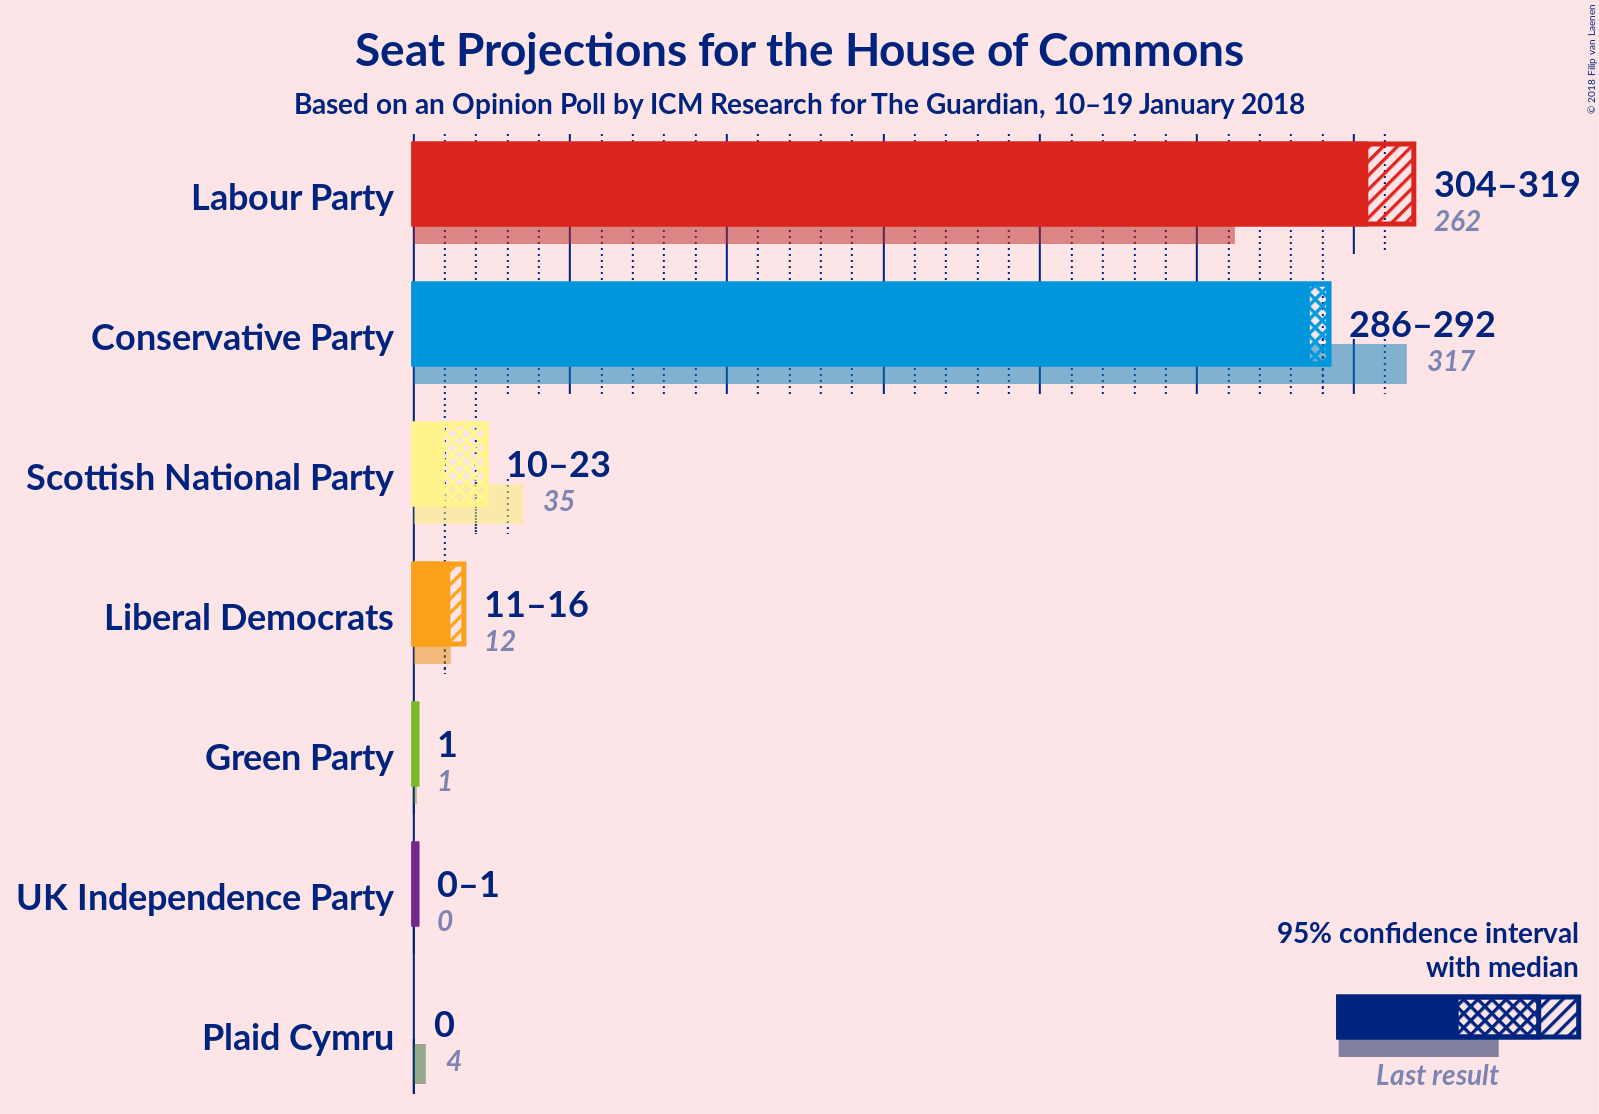 Seat Projections for the House of Commons
Based on an Opinion Poll by ICM Research for The Guardian, 10–19 January 2018
© 2018 Filip van Laenen
Labour Party
304–319
262
Conservative Party
286–292
317
Scottish National Party
10–23
35
Liberal Democrats
11–16
12
Green Party
1
1
UK Independence Party
0–1
0
Plaid Cymru
0
4
95% confidence interval
with median
Last result